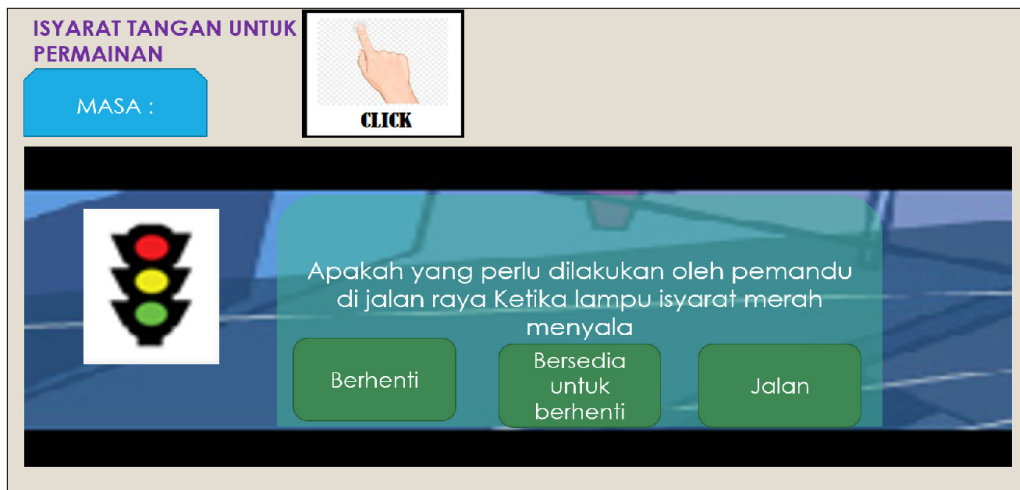 ISYARAT TANGAN UNTUK
PERMAINAN
MASA :
CLICK
Apakah yang perlu dilakukan oleh pemandu
di jalan raya Ketika lampu isyarat merah
menyala
Berhenti
Bersedia
untuk
berhenti
Jalan